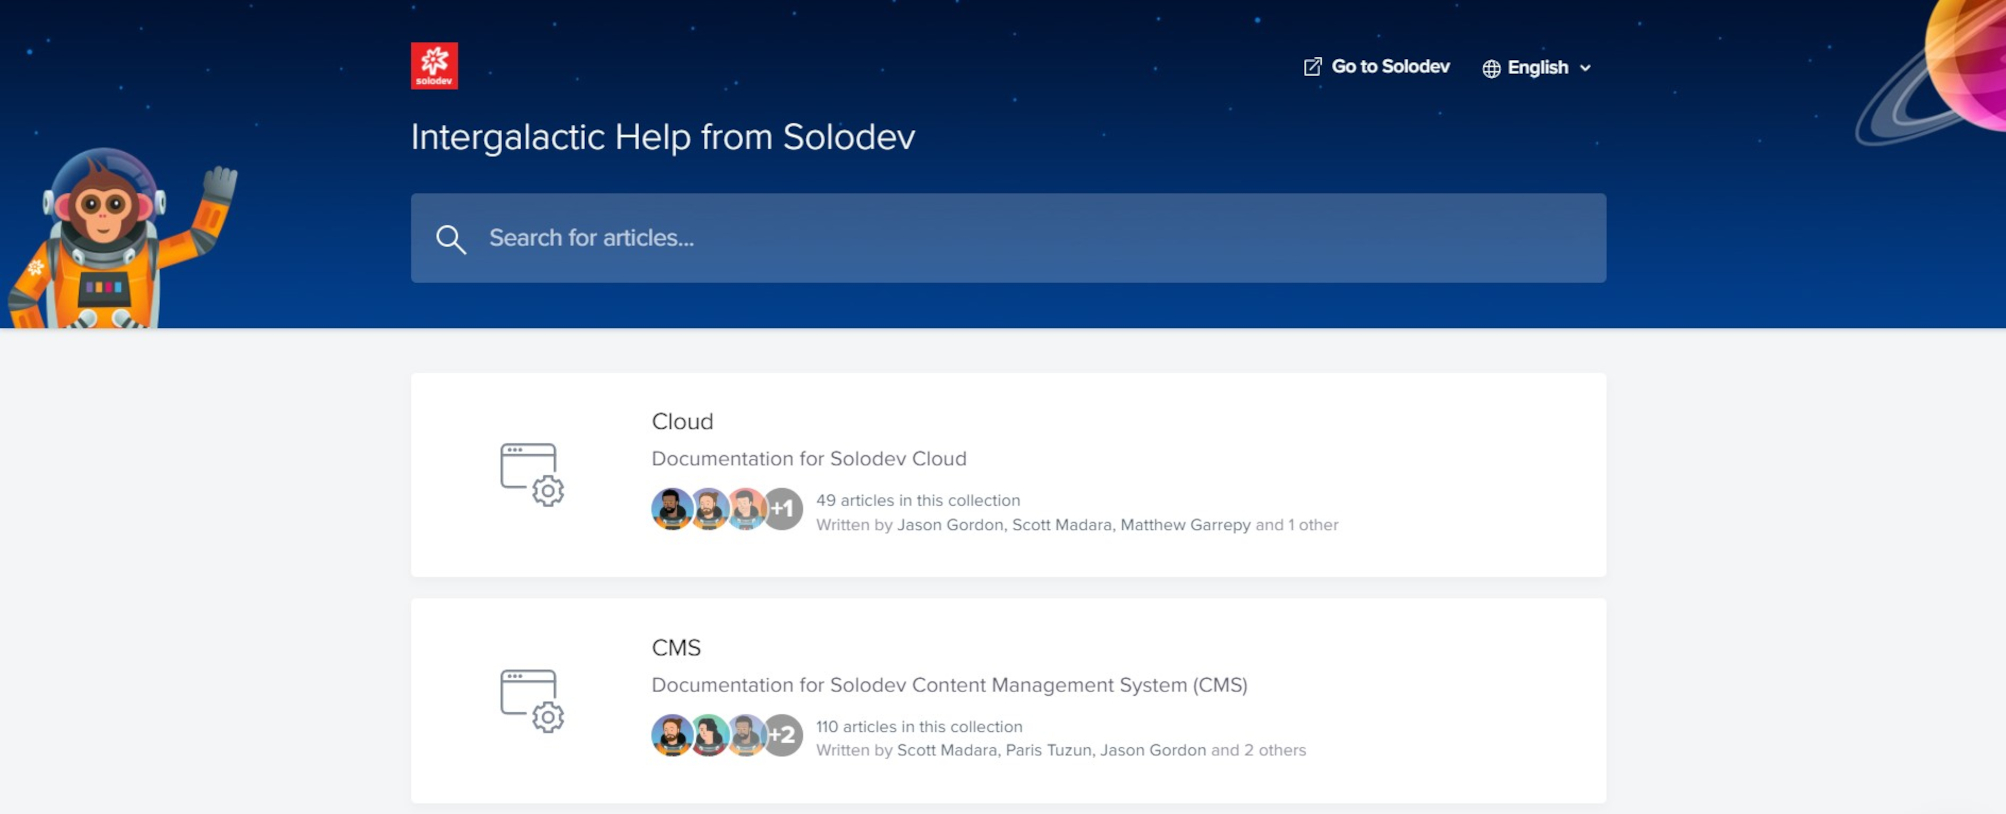 solodev
Go to Solodev
English
Intergalactic Help from Solodev
Search for articles...
Cloud
Documentation for Solodev Cloud
+1
49 articles in this collection
Written by Jason Gordon, Scott Madara, Matthew Garrepy and 1 other
CMS
Documentation for Solodev Content Management System (CMS)
+2
110 articles in this collection
Written by Scott Madara, Paris Tuzun, Jason Gordon and 2 others